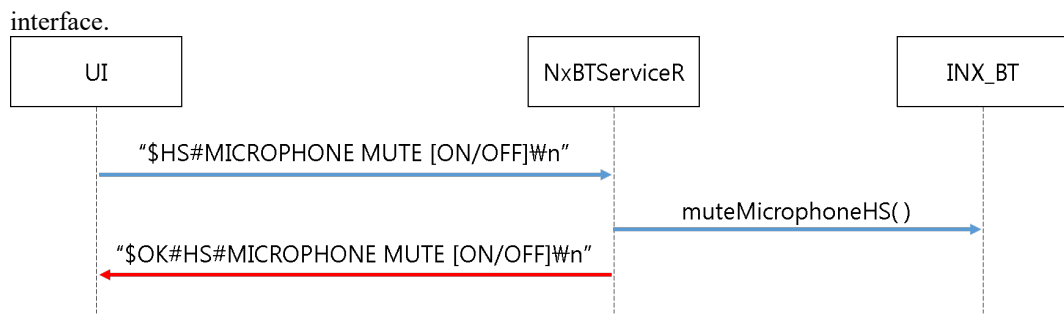 interface.
UI
NxBTServiceR
INX_BT
“$HS#MICROPHONE MUTE [ON/OFF]₩n”
muteMicrophoneHS( )
“$OK#HS#MICROPHONE MUTE [ON/OFF]₩n”